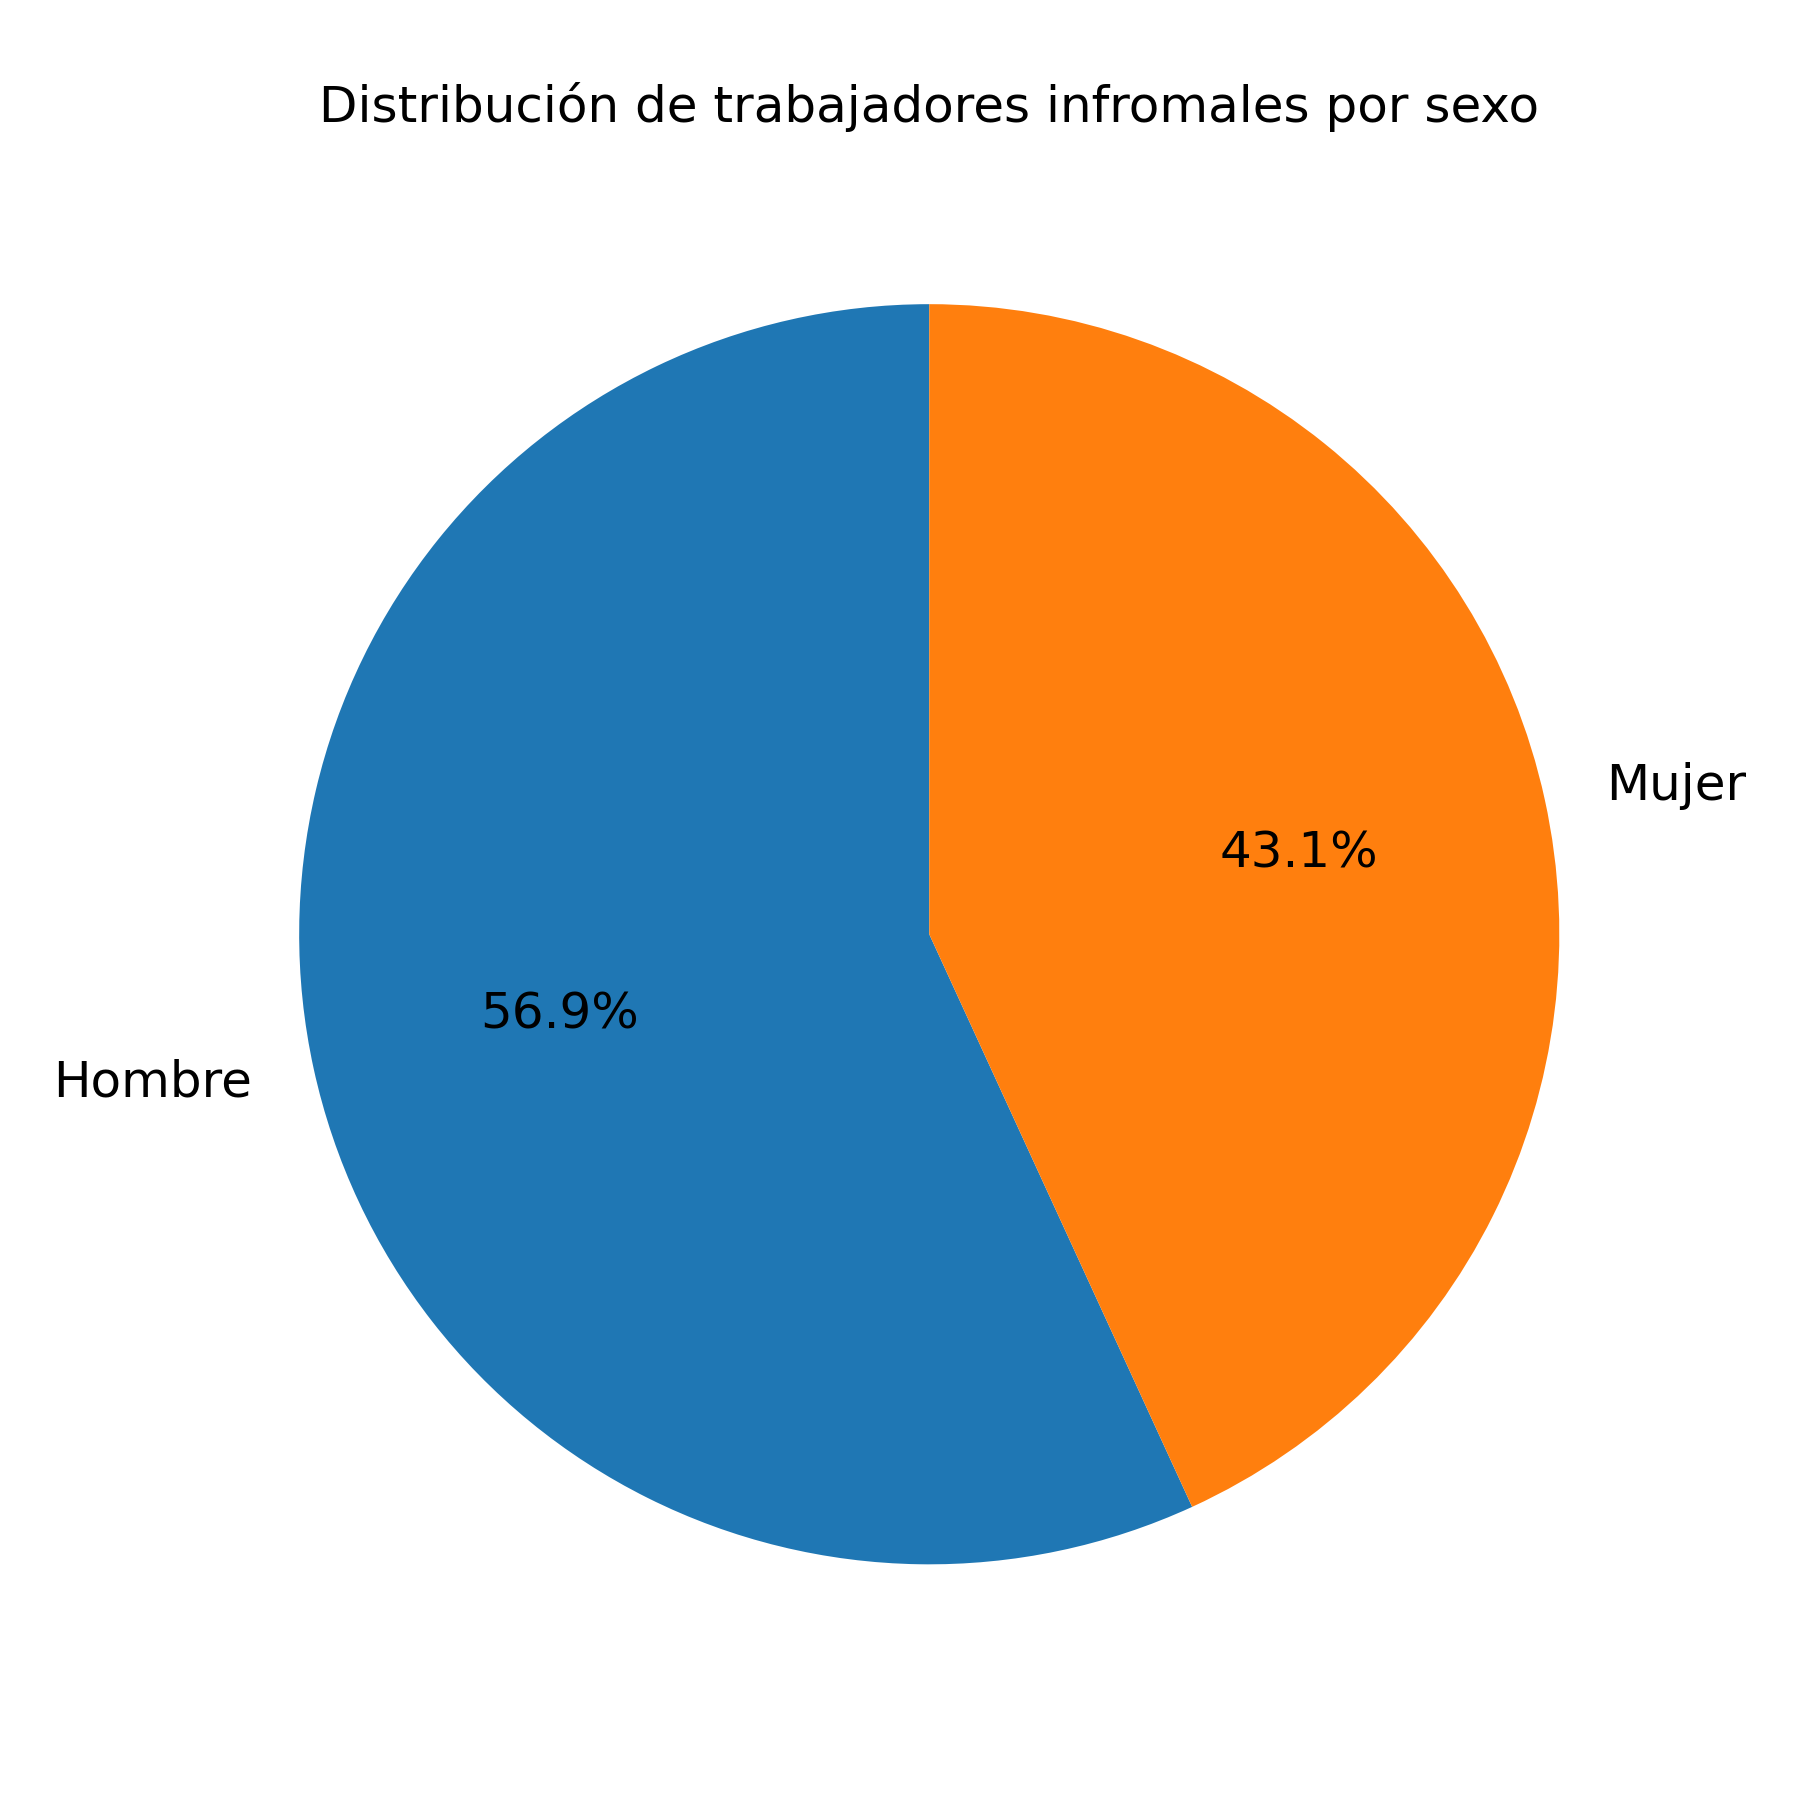 Distribución de trabajadores infromales por sexo
Mujer
43.1%
56.9%
Hombre